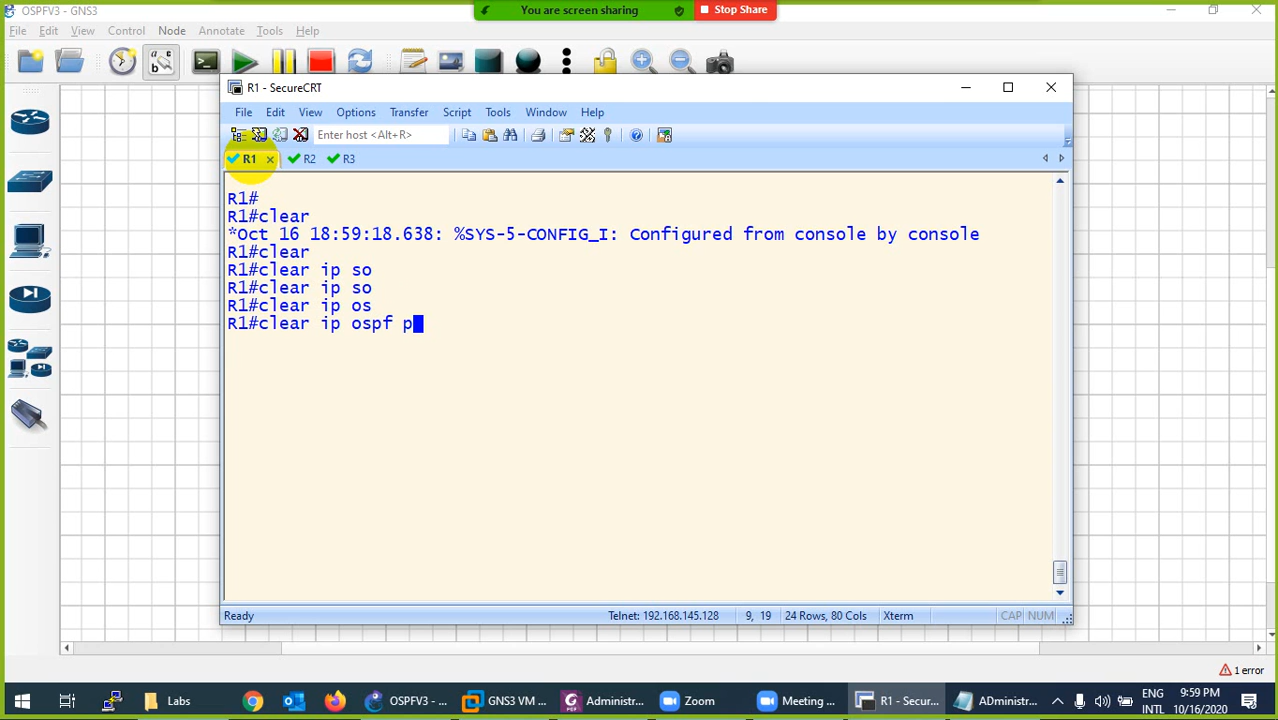 OSPFV3 - GNS3
You are screen sharing
Stop Share
File Edit View Control Node Annotate Tools Help
R1 - SecureCRT
File Edit View Options Transfer Script Tools Window Help
Enter host <Alt+R>
R1 R2 R3
R1#
R1#clear
*Oct 16 18:59:18.638: %SYS-5-CONFIG_I: Configured from console by console
R1#clear
R1#clear ip so
R1#clear ip so
R1#clear ip os
R1#clear ip ospf p
Ready Telnet: 192.168.145.128 9, 19 24 Rows, 80 Cols Xterm CAP NUM
1 error
Labs OSPFV3 - ... GNS3 VM ... Administr... Zoom Meeting ... R1 - Secur... ADministr...
ENG
INTL
9:59 PM
10/16/2020